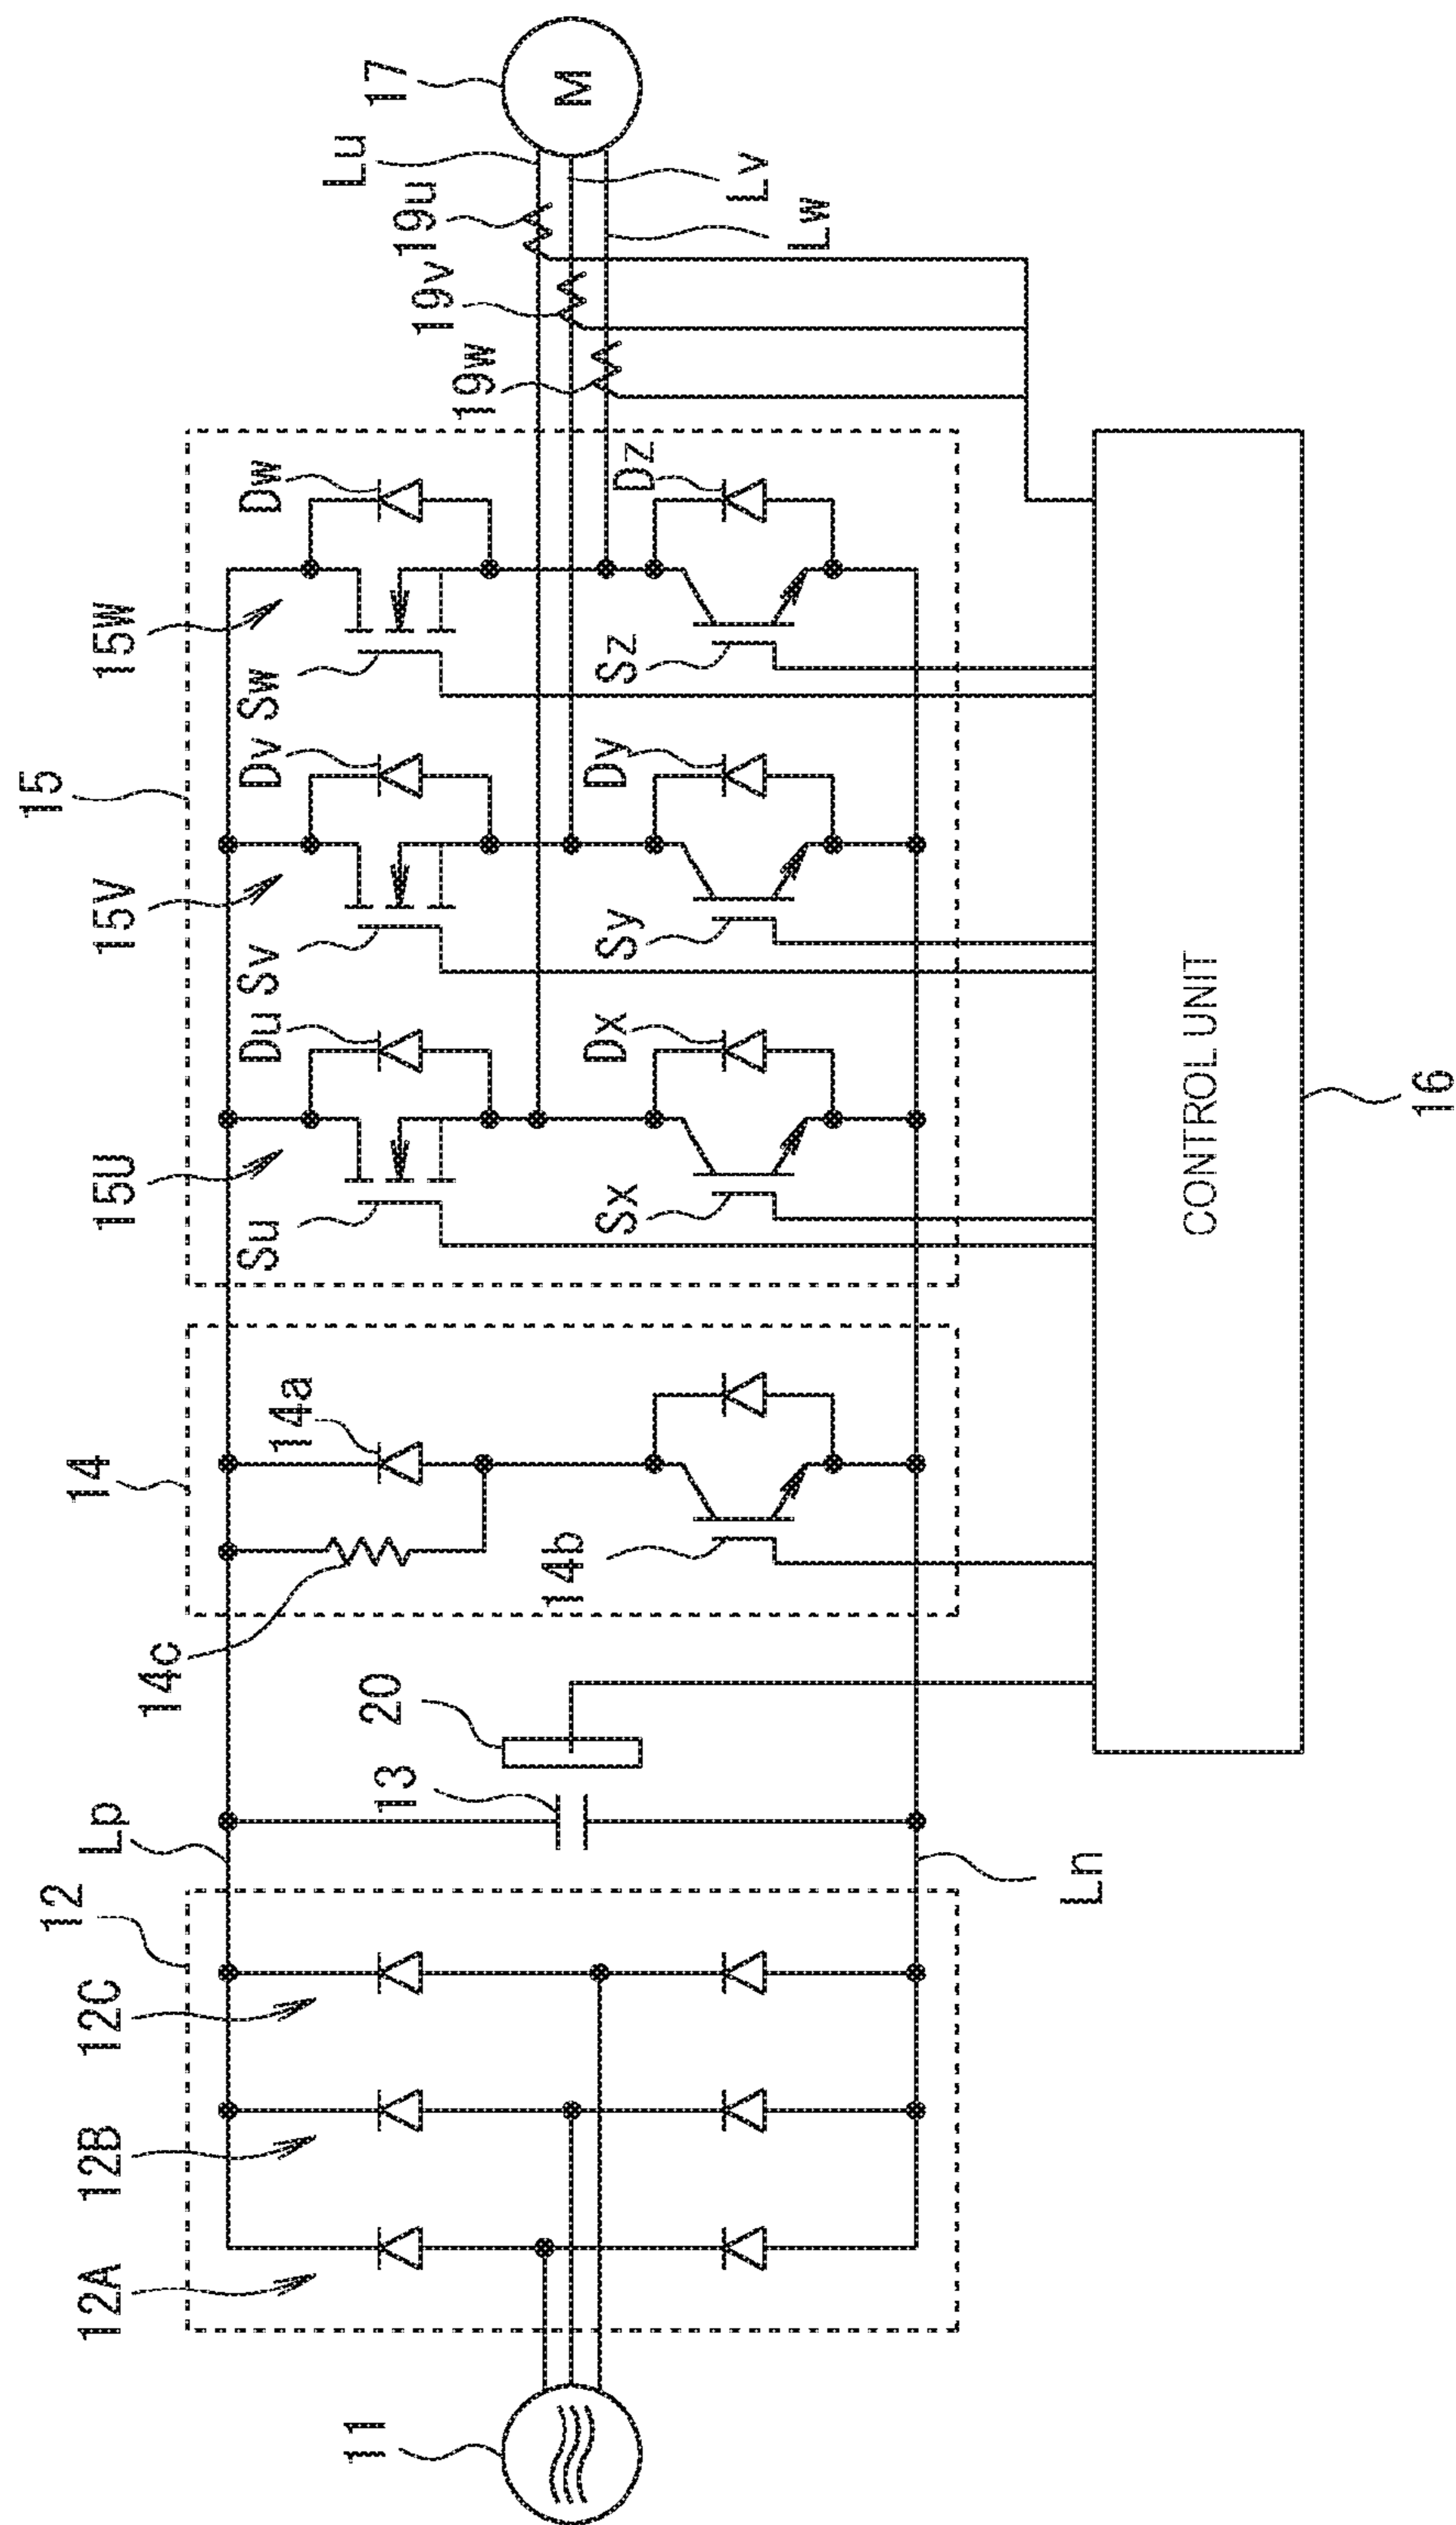 11
12A
12B
12C
12
Lp
Ln
13
20
14c
14
14a
14b
15
15U
Su
Du
Sx
Dx
15V
Sv
Dv
Sy
Dy
15W
Sw
Dw
Sz
Dz
19w
19v
19u
Lu
Lv
Lw
17
M
CONTROL UNIT
16